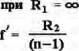 при R₁ = ∞
f′ = R₂/(n−1)